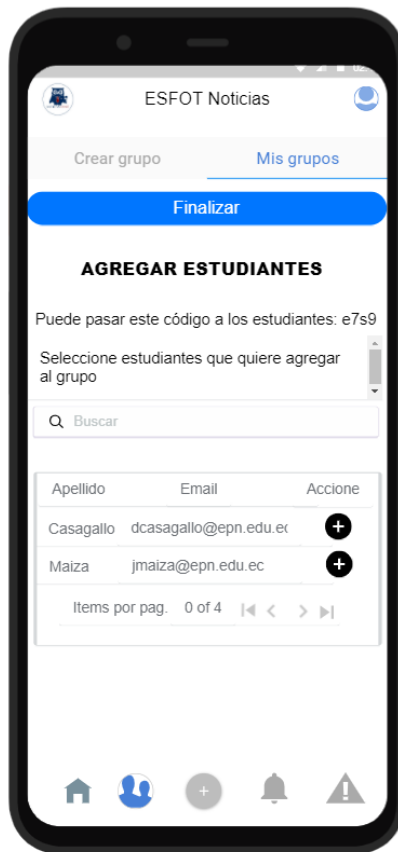 ESFOT Noticias
Crear grupo Mis grupos
Finalizar
AGREGAR ESTUDIANTES
Puede pasar este código a los estudiantes: e7s9
Seleccione estudiantes que quiere agregar
al grupo
Buscar
Apellido Email Accione
Casagallo dcasagallo@epn.edu.ec
Maiza jmaiza@epn.edu.ec
Items por pag. 0 of 4